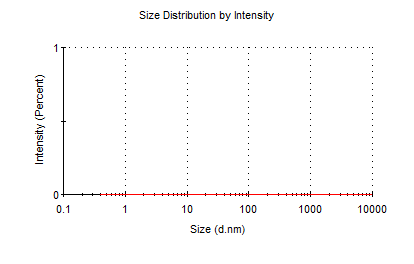 Size Distribution by Intensity
1
Intensity (Percent)
0
0.1 1 10 100 1000 10000
Size (d.nm)